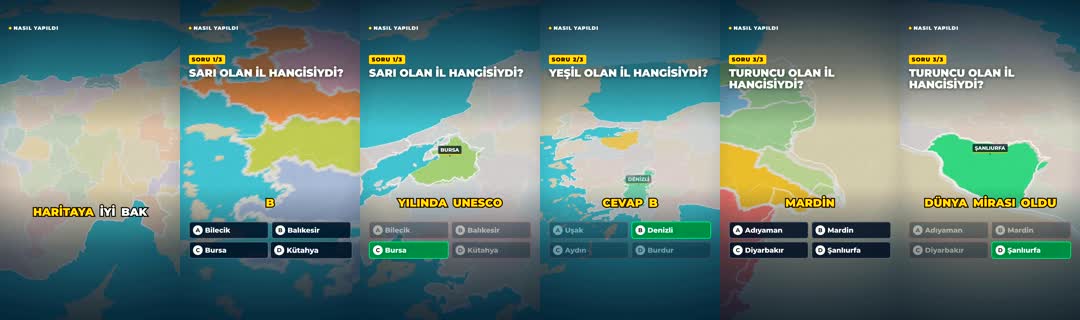 NASIL YAPILDI
HARİTAYA İYİ BAK
NASIL YAPILDI
SORU 1/3
SARI OLAN İL HANGİSİYDİ?
B
A Bilecik
B Balıkesir
C Bursa
D Kütahya
NASIL YAPILDI
SORU 1/3
SARI OLAN İL HANGİSİYDİ?
BURSA
YILINDA UNESCO
A Bilecik
B Balıkesir
C Bursa
D Kütahya
NASIL YAPILDI
SORU 2/3
YEŞİL OLAN İL HANGİSİYDİ?
DENİZLİ
CEVAP B
A Uşak
B Denizli
C Aydın
D Burdur
NASIL YAPILDI
SORU 3/3
TURUNCU OLAN İL
HANGİSİYDİ?
MARDİN
A Adıyaman
B Mardin
C Diyarbakır
D Şanlıurfa
NASIL YAPILDI
SORU 3/3
TURUNCU OLAN İL
HANGİSİYDİ?
ŞANLIURFA
DÜNYA MİRASI OLDU
A Adıyaman
B Mardin
C Diyarbakır
D Şanlıurfa